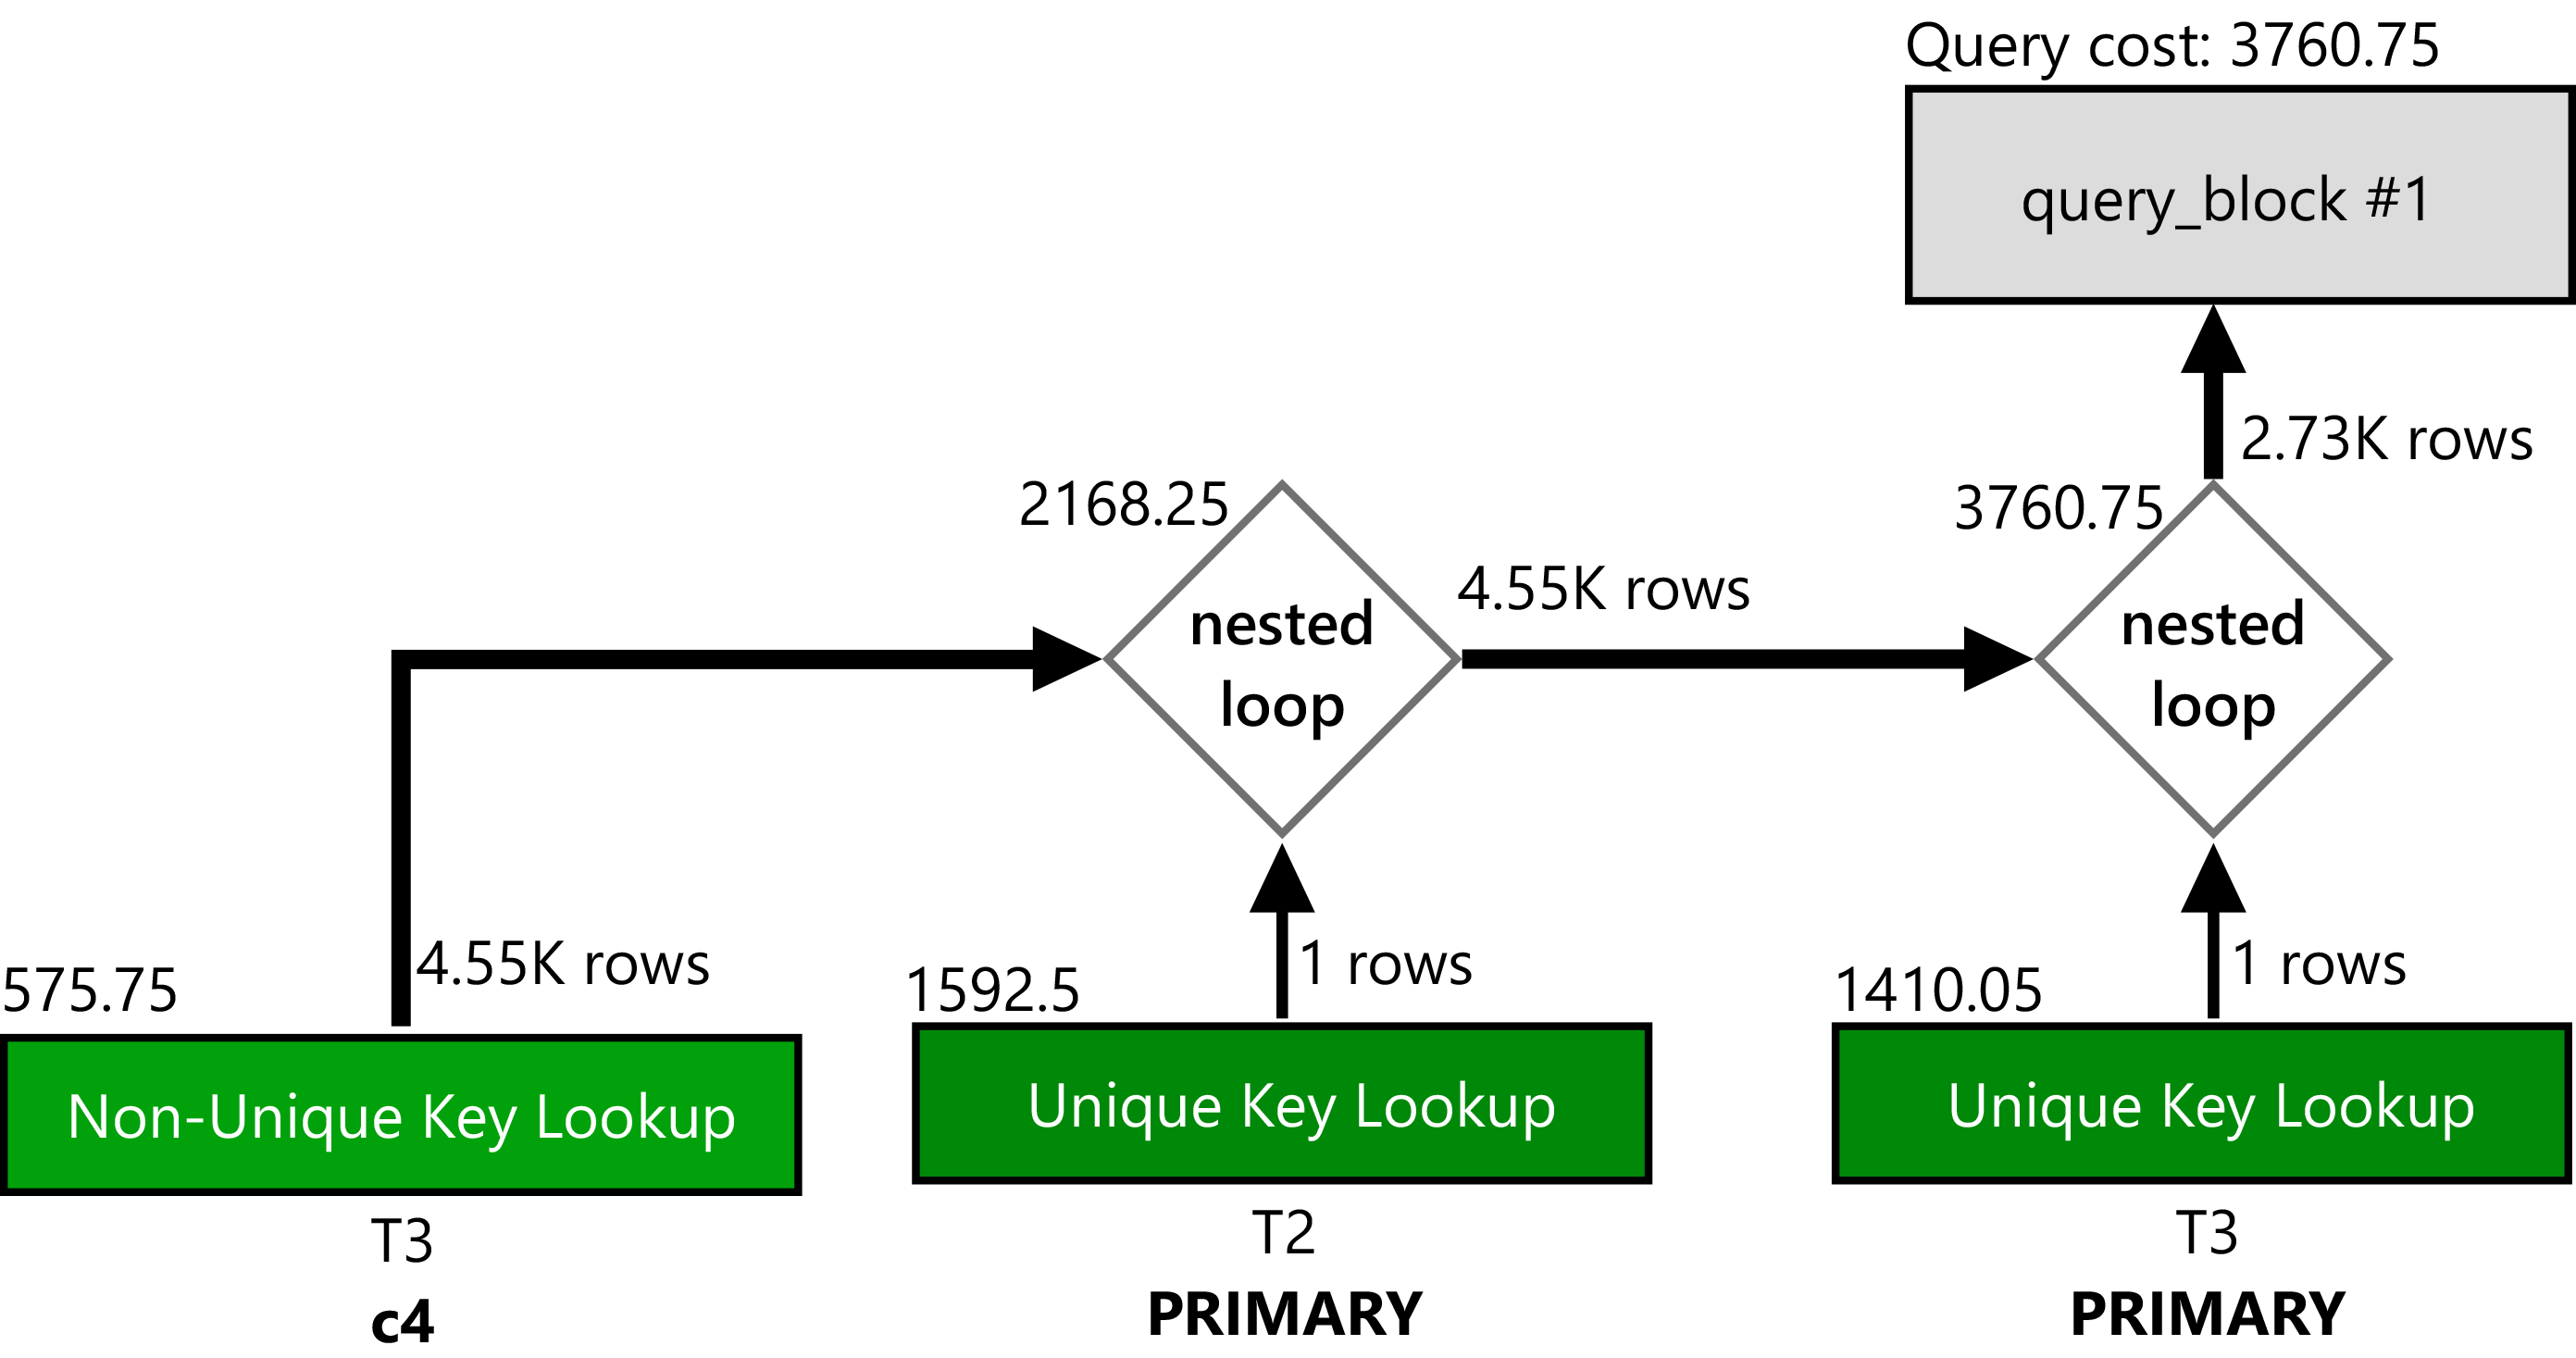 Query cost: 3760.75
query_block #1
2.73K rows
2168.25
3760.75
4.55K rows
nested
loop
nested
loop
4.55K rows
1 rows
1 rows
575.75
1592.5
1410.05
Non-Unique Key Lookup
Unique Key Lookup
Unique Key Lookup
T3
T2
T3
c4
PRIMARY
PRIMARY